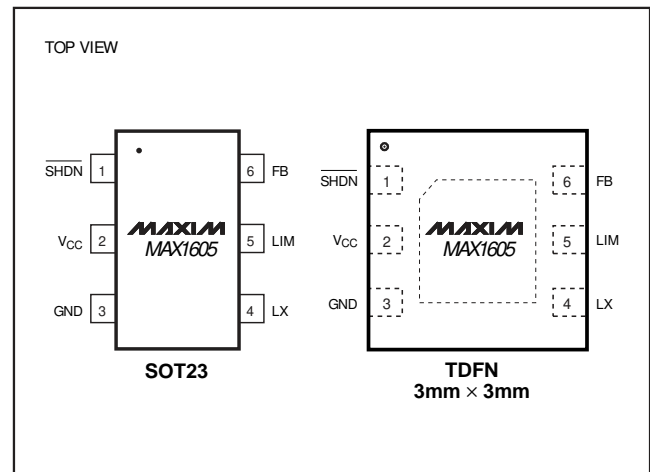 TOP VIEW
SHDN 1
6 FB
VCC 2
MAXIM
MAX1605
5 LIM
GND 3
4 LX
SOT23
SHDN 1
6 FB
VCC 2
MAXIM
MAX1605
5 LIM
GND 3
4 LX
TDFN
3mm × 3mm